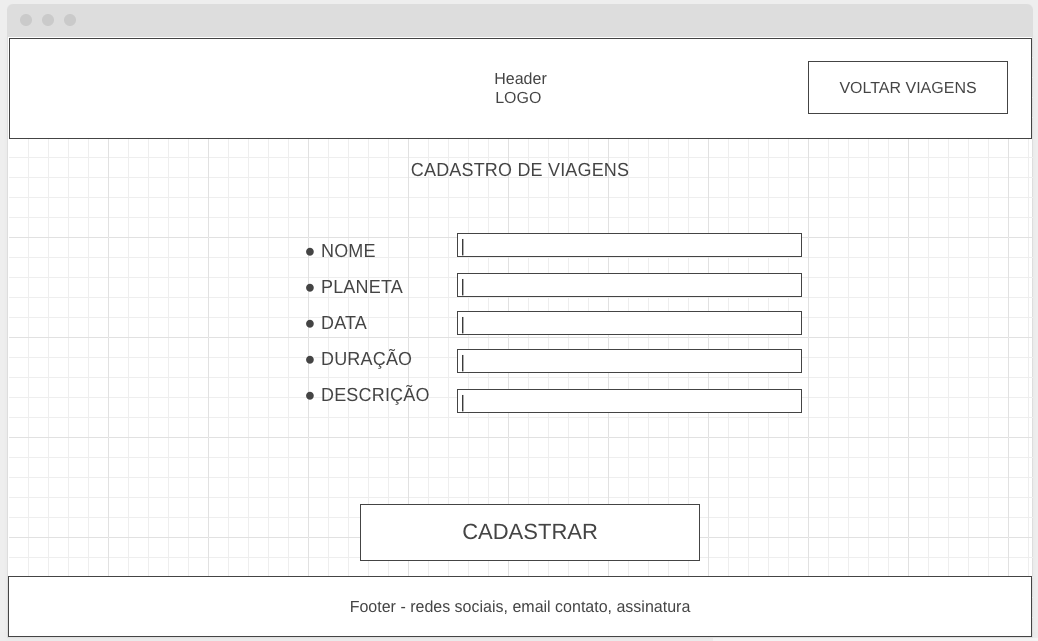 Header
LOGO
VOLTAR VIAGENS
CADASTRO DE VIAGENS
● NOME
● PLANETA
● DATA
● DURAÇÃO
● DESCRIÇÃO
CADASTRAR
Footer - redes sociais, email contato, assinatura